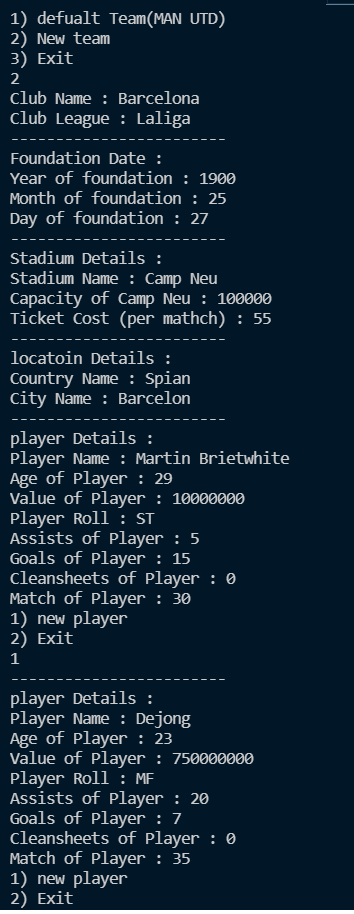 1) defualt Team(MAN UTD)
2) New team
3) Exit
2
Club Name : Barcelona
Club League : Laliga
------------------------
Foundation Date :
Year of foundation : 1900
Month of foundation : 25
Day of foundation : 27
------------------------
Stadium Details :
Stadium Name : Camp Neu
Capacity of Camp Neu : 100000
Ticket Cost (per mathch) : 55
------------------------
locatoin Details :
Country Name : Spian
City Name : Barcelon
------------------------
player Details :
Player Name : Martin Brietwhite
Age of Player : 29
Value of Player : 10000000
Player Roll : ST
Assists of Player : 5
Goals of Player : 15
Cleansheets of Player : 0
Match of Player : 30
1) new player
2) Exit
1
------------------------
player Details :
Player Name : Dejong
Age of Player : 23
Value of Player : 750000000
Player Roll : MF
Assists of Player : 20
Goals of Player : 7
Cleansheets of Player : 0
Match of Player : 35
1) new player
2) Exit